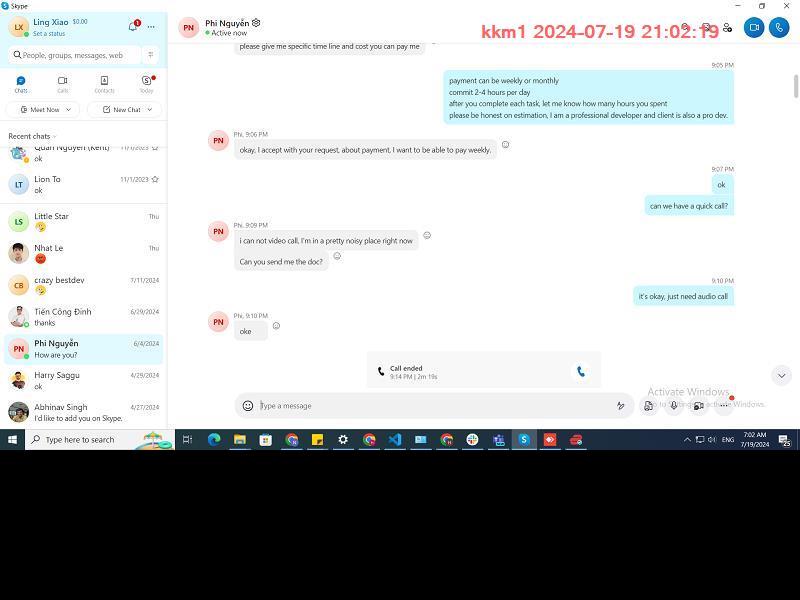 Skype
LX
Ling Xiao $0.00
Set a status
1
People, groups, messages, web
Chats
Calls
Contacts
Today
Meet Now
New Chat
Recent chats
Quan Nguyen (Kent) 11/1/2023
ok
LT
Lion To 11/1/2023
ok
LS
Little Star Thu
Nhat Le Thu
CB
crazy bestdev 7/11/2024
Tiến Công Đinh 6/29/2024
thanks
PN
Phi Nguyễn 6/4/2024
How are you?
Harry Saggu 4/29/2024
ok
Abhinav Singh 4/27/2024
I'd like to add you on Skype.
PN
Phi Nguyễn
Active now
kkm1 2024-07-19 21:02:19
please give me specific time line and cost you can pay me
9:05 PM
payment can be weekly or monthly
commit 2-4 hours per day
after you complete each task, let me know how many hours you spent
please be honest on estimation, I am a professional developer and client is also a pro dev.
PN
Phi, 9:06 PM
okay, I accept with your request, about payment, I want to be able to pay weekly.
9:07 PM
ok
can we have a quick call?
PN
Phi, 9:09 PM
i can not video call, I'm in a pretty noisy place right now
Can you send me the doc?
9:10 PM
it's okay, just need audio call
PN
Phi, 9:10 PM
oke
Call ended
9:14 PM | 2m 19s
Type a message
Activate Windows
Go to Settings to activate Windows.
Type here to search
ENG
7:02 AM
7/19/2024
25